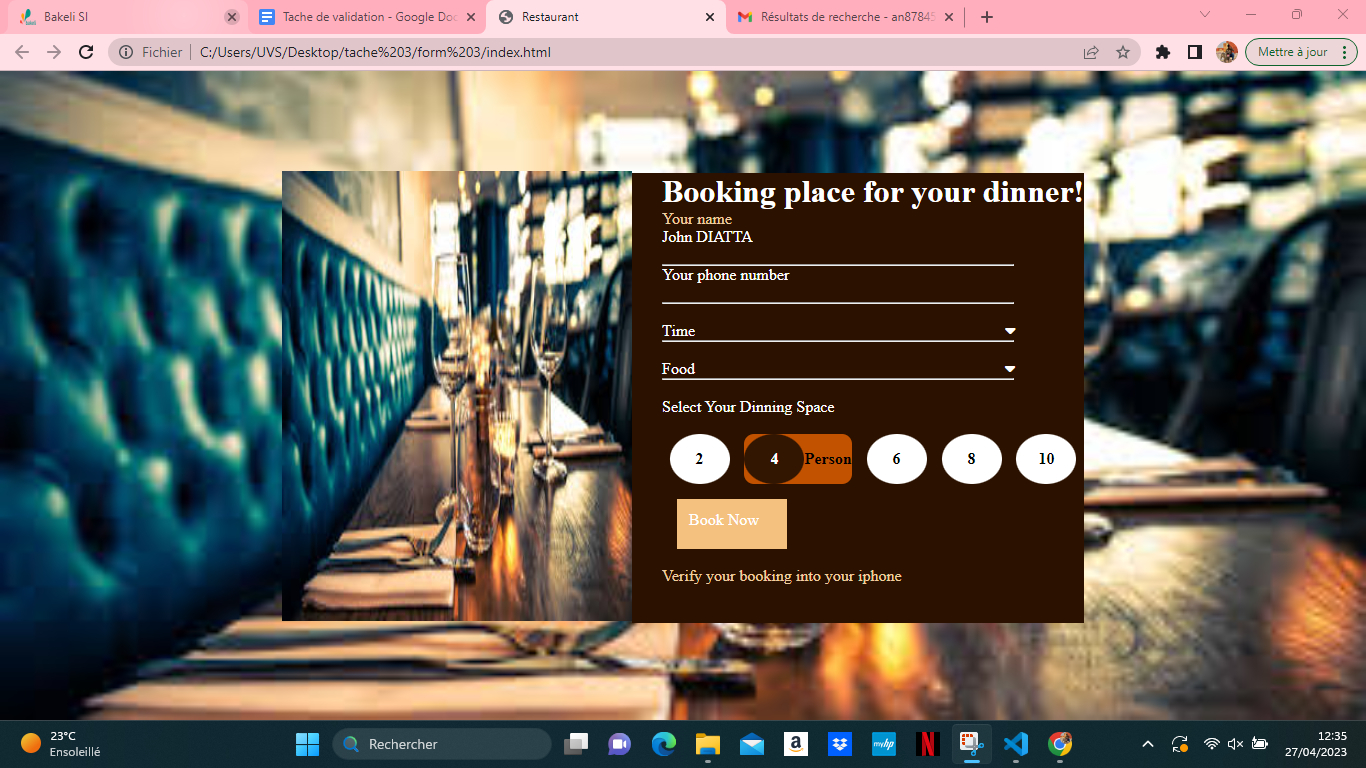 Bakeli SI
Tache de validation - Google Doc
Restaurant
Résultats de recherche - an8784
Fichier
C:/Users/UVS/Desktop/tache%203/form%203/index.html
Mettre à jour
Booking place for your dinner!
Your name
John DIATTA
Your phone number
Time
Food
Select Your Dinning Space
2 4 Person 6 8 10
Book Now
Verify your booking into your iphone
23°C
Ensoleillé
Rechercher
a
myhp
N
12:35
27/04/2023